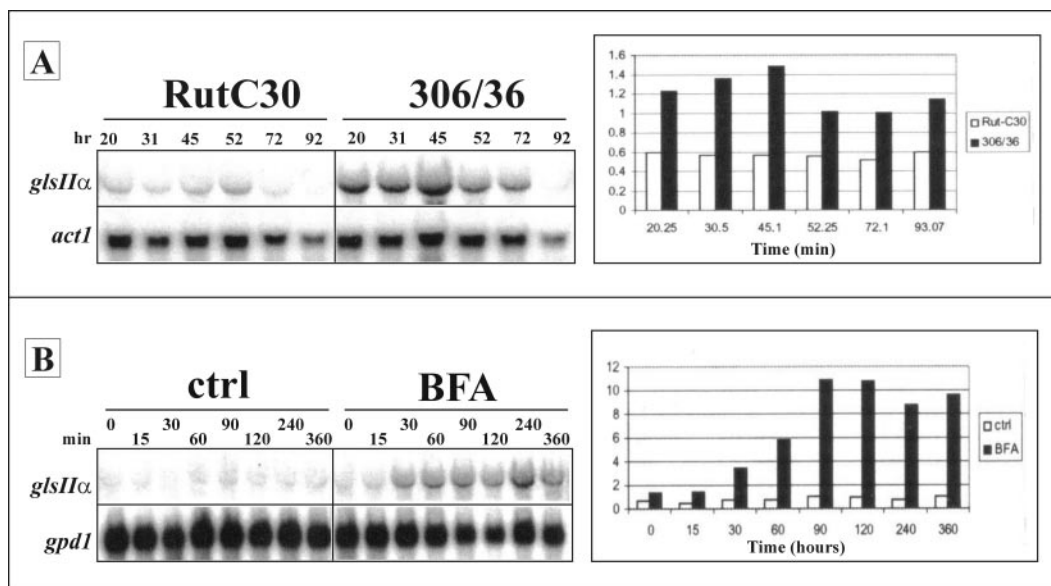 A
RutC30 306/36
hr 20 31 45 52 72 92 20 31 45 52 72 92
glsIIα
act1
1.6
1.4
1.2
1
0.8
0.6
0.4
0.2
0
20.25 30.5 45.1 52.25 72.1 93.07
Time (min)
Rut-C30
306/36
B
ctrl BFA
0 30 90 240 0 30 90 240
min 15 60 120 360 15 60 120 360
glsIIα
gpd1
12
10
8
6
4
2
0
0 15 30 60 90 120 240 360
Time (hours)
ctrl
BFA